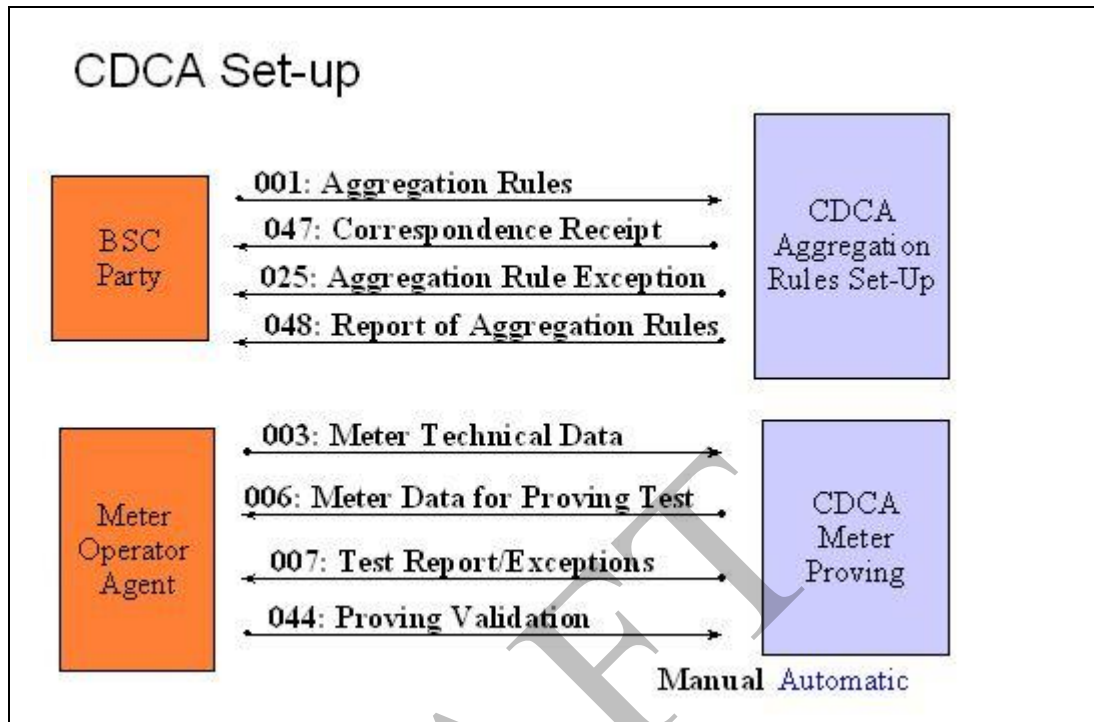 CDCA Set-up
BSC
Party
001: Aggregation Rules
047: Correspondence Receipt
025: Aggregation Rule Exception
048: Report of Aggregation Rules
CDCA
Aggregation
Rules Set-Up
Meter
Operator
Agent
003: Meter Technical Data
006: Meter Data for Proving Test
007: Test Report/Exceptions
044: Proving Validation
CDCA
Meter
Proving
Manual Automatic